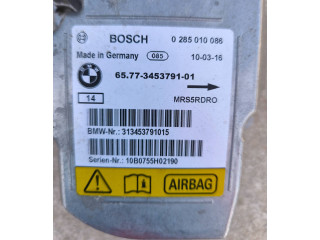 BOSCH 0 285 010 086
Made in Germany 085 10-03-16
BMW
65.77-3453791-01
14 MRS5RDRO
BMW-Nr.: 313453791015
Serien-Nr.: 10B0755H02190
AIRBAG